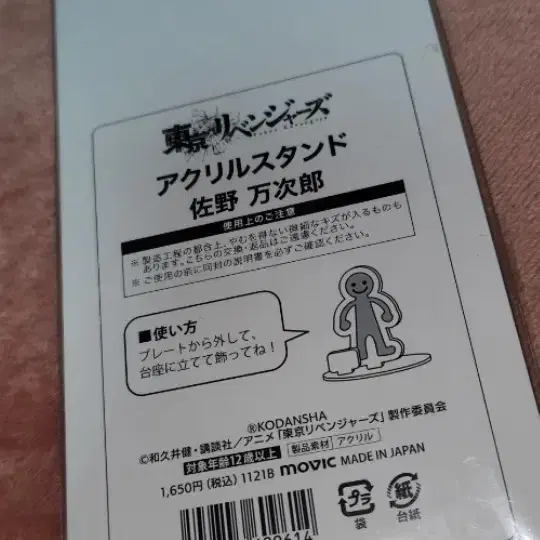 東京リベンジャーズ
アクリルスタンド
佐野 万次郎
使用上のご注意
※製造工程の都合上、やむを得ない微細なキズが入るものも
あります。こちらの交換・返品はご遠慮ください。
※ご使用の前に同封の説明書を必ずご確認ください。
■使い方
プレートから外して、
台座に立てて飾ってね!
®KODANSHA
©和久井健・講談社/アニメ「東京リベンジャーズ」製作委員会
対象年齢12歳以上 製品素材 アクリル
1,650円(税込) 1121B movic MADE IN JAPAN
プラ 紙
袋 台紙